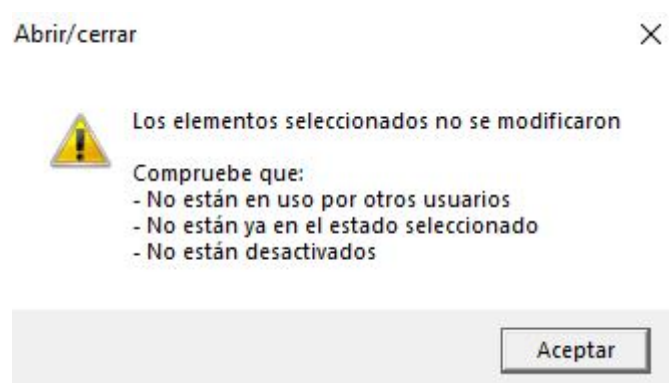 Abrir/cerrar
Los elementos seleccionados no se modificaron
Compruebe que:
- No están en uso por otros usuarios
- No están ya en el estado seleccionado
- No están desactivados
Aceptar